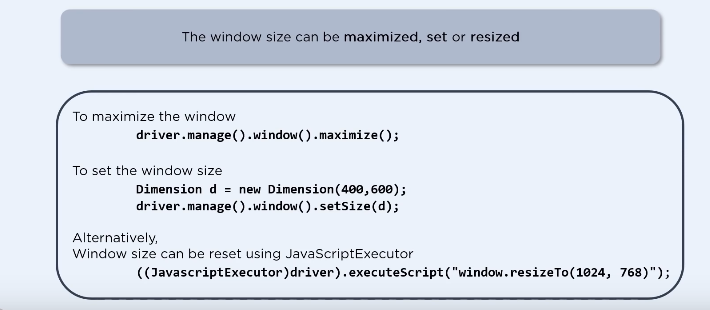 The window size can be maximized, set or resized
To maximize the window
driver.manage().window().maximize();
To set the window size
Dimension d = new Dimension(400,600);
driver.manage().window().setSize(d);
Alternatively,
Window size can be reset using JavaScriptExecutor
((JavascriptExecutor)driver).executeScript("window.resizeTo(1024, 768)");